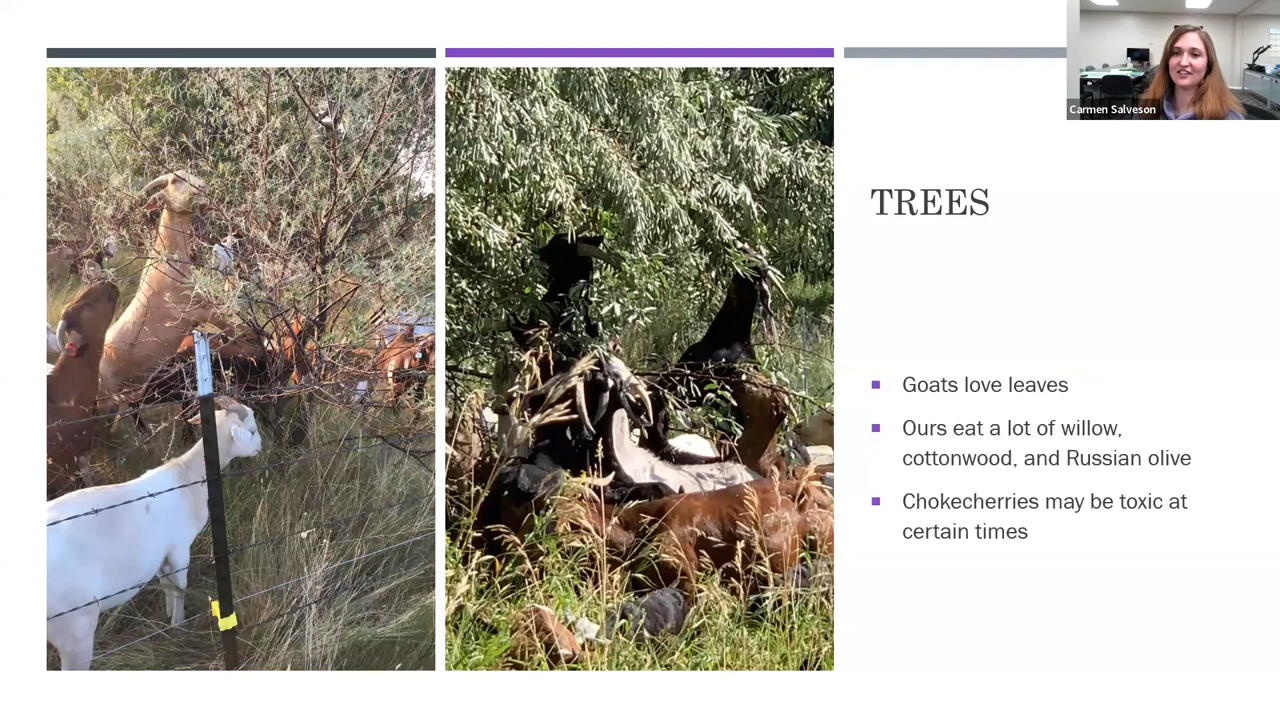 Carmen Salveson
TREES
Goats love leaves
Ours eat a lot of willow,
cottonwood, and Russian olive
Chokecherries may be toxic at
certain times